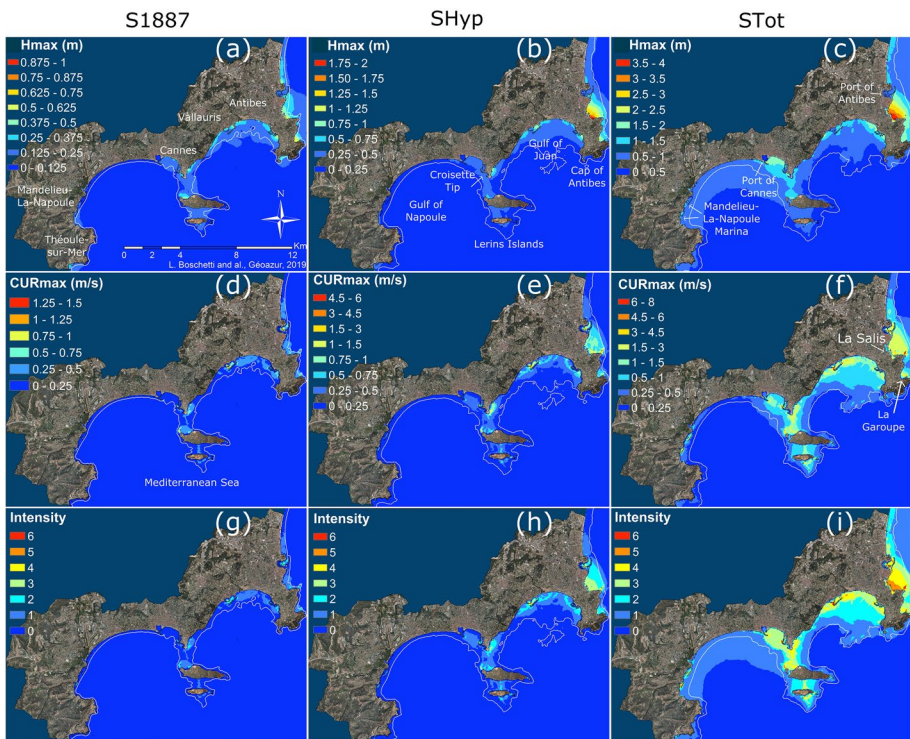 S1887
SHyp
STot
(a)
Hmax (m)
0.875 - 1
0.75 - 0.875
0.625 - 0.75
0.5 - 0.625
0.375 - 0.5
0.25 - 0.375
0.125 - 0.25
0 - 0.125
Antibes
Vallauris
Cannes
Mandelieu-
La-Napoule
Théoule-
sur-Mer
N
0 2 4 8 12
Km
L. Boschetti and al., Géoazur, 2019
(b)
Hmax (m)
1.75 - 2
1.50 - 1.75
1.25 - 1.5
1 - 1.25
0.75 - 1
0.5 - 0.75
0.25 - 0.5
0 - 0.25
Gulf of
Juan
Croisette
Tip
Cap of
Antibes
Gulf of
Napoule
Lerins Islands
(c)
Hmax (m)
3.5 - 4
3 - 3.5
2.5 - 3
2 - 2.5
1.5 - 2
1 - 1.5
0.5 - 1
0 - 0.5
Port of
Antibes
Port of
Cannes
Mandelieu-
La-Napoule
Marina
(d)
CURmax (m/s)
1.25 - 1.5
1 - 1.25
0.75 - 1
0.5 - 0.75
0.25 - 0.5
0 - 0.25
Mediterranean Sea
(e)
CURmax (m/s)
4.5 - 6
3 - 4.5
1.5 - 3
1 - 1.5
0.75 - 1
0.5 - 0.75
0.25 - 0.5
0 - 0.25
(f)
CURmax (m/s)
6 - 8
4.5 - 6
3 - 4.5
1.5 - 3
1 - 1.5
0.5 - 1
0.25 - 0.5
0 - 0.25
La Salis
La
Garoupe
(g)
Intensity
6
5
4
3
2
1
0
(h)
Intensity
6
5
4
3
2
1
0
(i)
Intensity
6
5
4
3
2
1
0